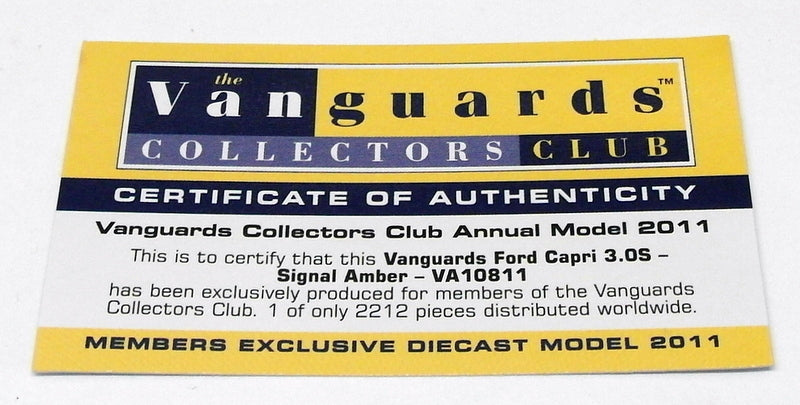 the
Vanguards™
COLLECTORS CLUB
CERTIFICATE OF AUTHENTICITY
Vanguards Collectors Club Annual Model 2011
This is to certify that this Vanguards Ford Capri 3.0S –
Signal Amber – VA10811
has been exclusively produced for members of the Vanguards
Collectors Club. 1 of only 2212 pieces distributed worldwide.
MEMBERS EXCLUSIVE DIECAST MODEL 2011